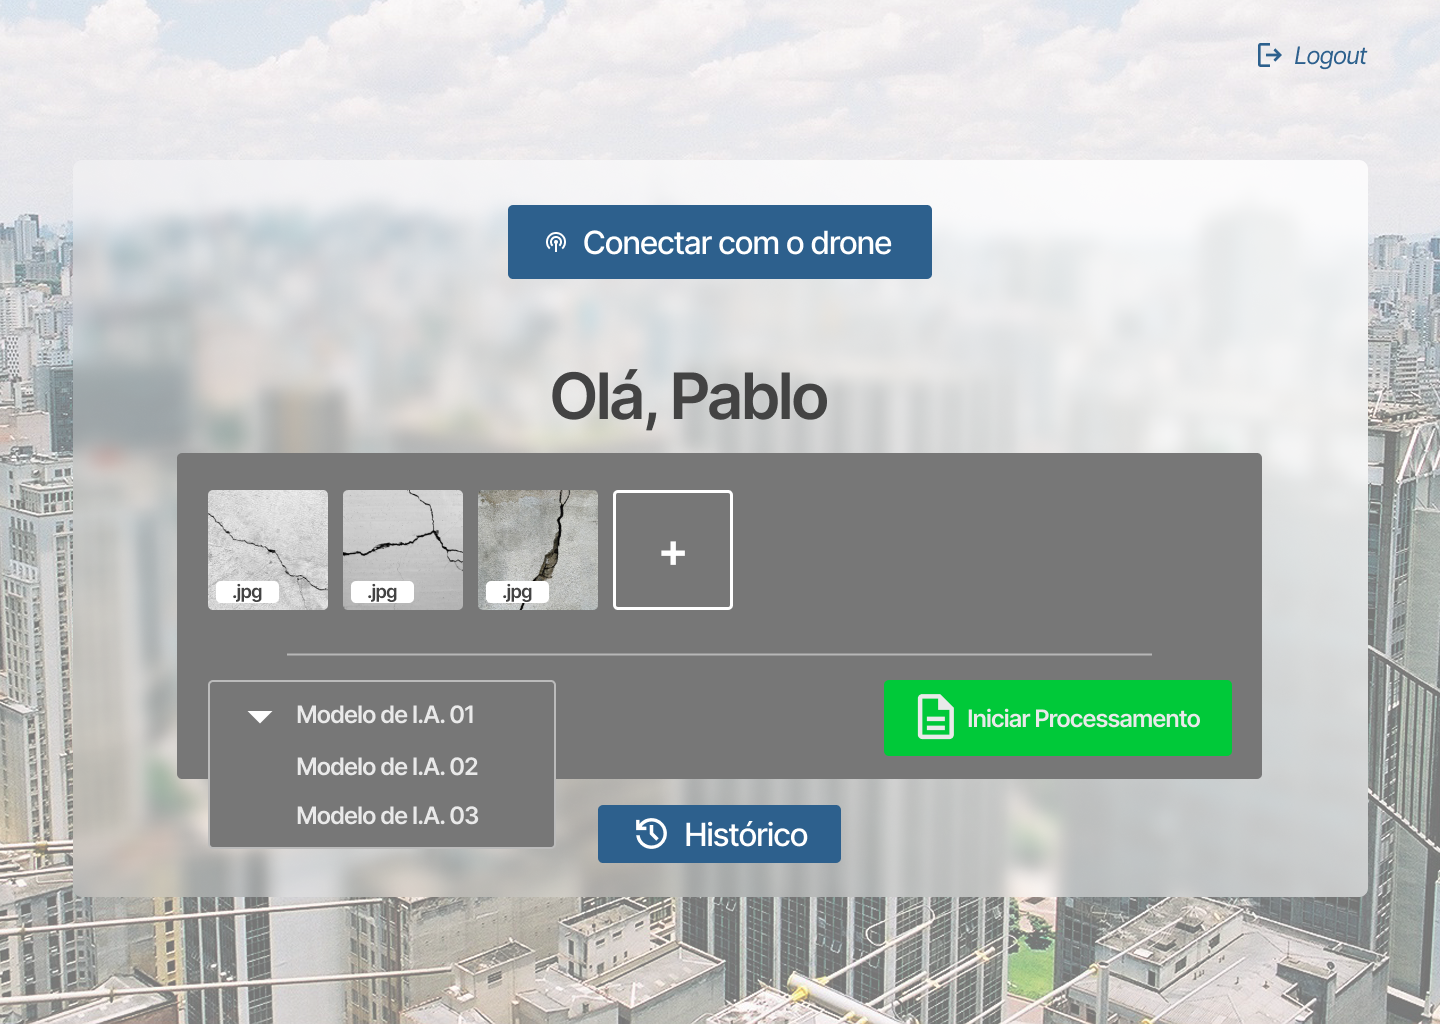 Logout
Conectar com o drone
Olá, Pablo
.jpg
.jpg
.jpg
+
Modelo de I.A. 01
Modelo de I.A. 02
Modelo de I.A. 03
Iniciar Processamento
Histórico